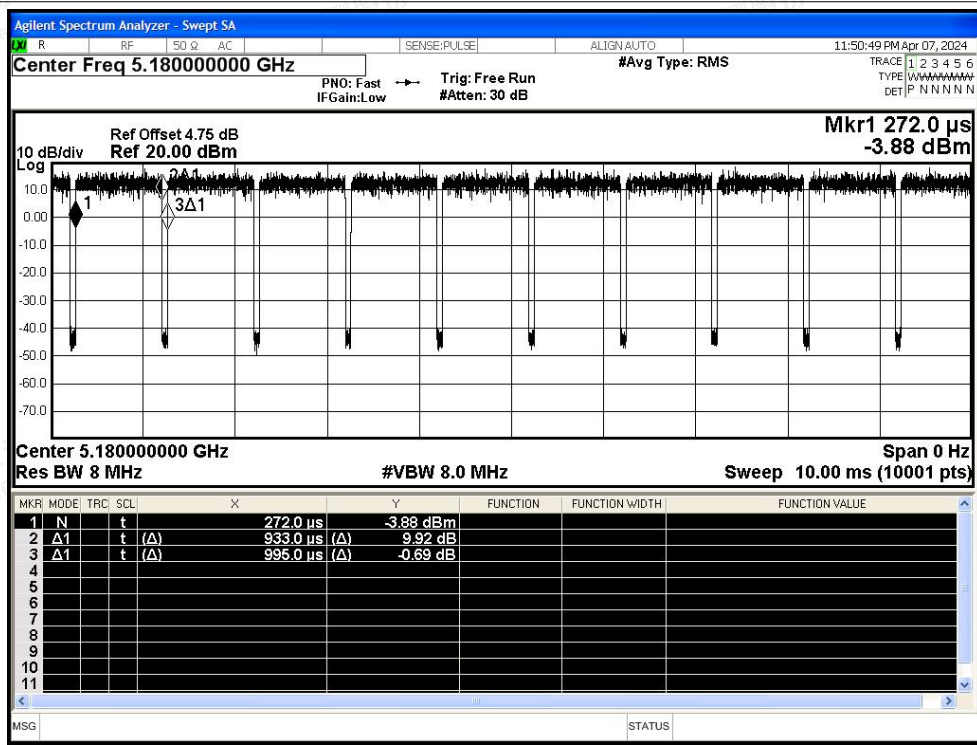 Agilent Spectrum Analyzer - Swept SA
LXI R RF 50 Ω AC SENSE:PULSE ALIGN AUTO 11:50:49 PM Apr 07, 2024
Center Freq 5.180000000 GHz #Avg Type: RMS TRACE 1 2 3 4 5 6
PNO: Fast Trig: Free Run TYPE WWWWWW
IFGain:Low #Atten: 30 dB DET P N N N N N
Mkr1 272.0 µs
-3.88 dBm
Ref Offset 4.75 dB
10 dB/div Ref 20.00 dBm
Log
2Δ1
10.0
1 3Δ1
0.00
-10.0
-20.0
-30.0
-40.0
-50.0
-60.0
-70.0
Center 5.180000000 GHz Span 0 Hz
Res BW 8 MHz #VBW 8.0 MHz Sweep 10.00 ms (10001 pts)
MKR MODE TRC SCL X Y FUNCTION FUNCTION WIDTH FUNCTION VALUE
1 N t 272.0 µs -3.88 dBm
2 Δ1 t (Δ) 933.0 µs (Δ) 9.92 dB
3 Δ1 t (Δ) 995.0 µs (Δ) -0.69 dB
4
5
6
7
8
9
10
11
MSG STATUS